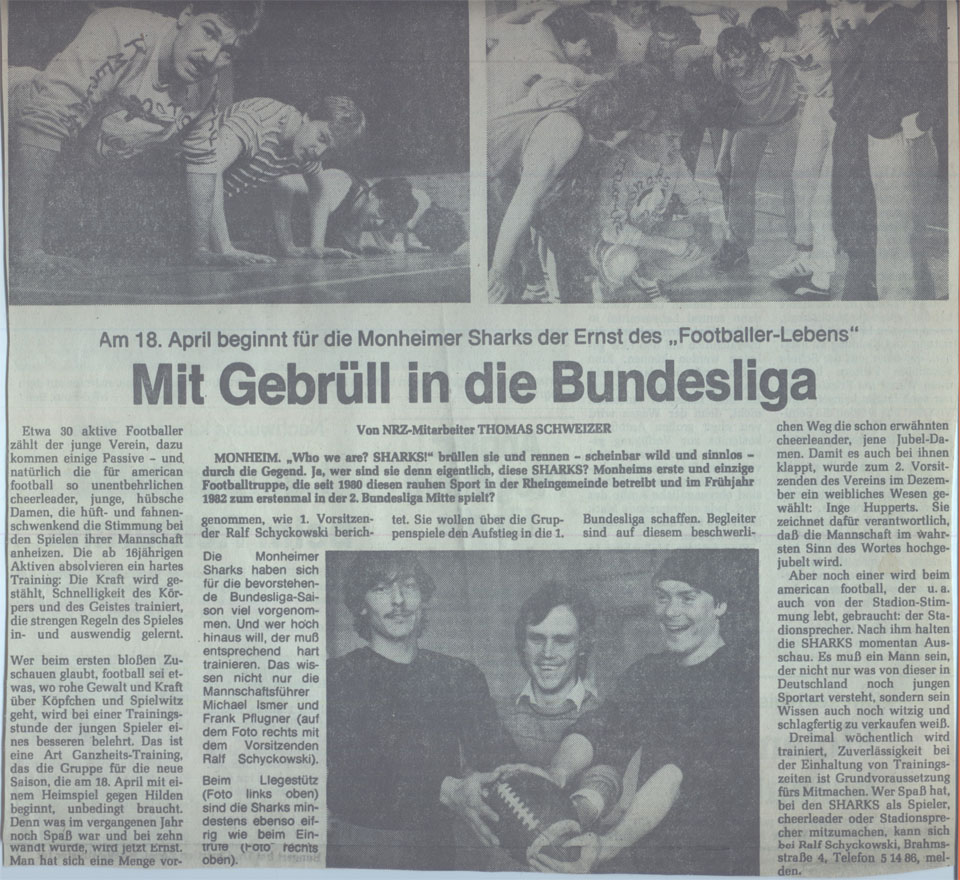 Am 18. April beginnt für die Monheimer Sharks der Ernst des „Footballer-Lebens“
Mit Gebrüll in die Bundesliga
Von NRZ-Mitarbeiter THOMAS SCHWEIZER
MONHEIM. „Who we are? SHARKS!“ brüllen sie und rennen – scheinbar wild und sinnlos –
durch die Gegend. Ja, wer sind sie denn eigentlich, diese SHARKS? Monheims erste und einzige
Footballtruppe, die seit 1980 diesen rauhen Sport in der Rheingemeinde betreibt und im Frühjahr
1982 zum erstenmal in der 2. Bundesliga Mitte spielt?
Etwa 30 aktive Footballer
zählt der junge Verein, dazu
kommen einige Passive – und
natürlich die für american
football so unentbehrlichen
cheerleader, junge, hübsche
Damen, die hüft- und fahnen-
schwenkend die Stimmung bei
den Spielen ihrer Mannschaft
anheizen. Die ab 16jährigen
Aktiven absolvieren ein hartes
Training: Die Kraft wird ge-
stählt, Schnelligkeit des Kör-
pers und des Geistes trainiert,
die strengen Regeln des Spieles
in- und auswendig gelernt.
Wer beim ersten bloßen Zu-
schauen glaubt, football sei et-
was, wo rohe Gewalt und Kraft
über Köpfchen und Spielwitz
geht, wird bei einer Trainings-
stunde der jungen Spieler ei-
nes besseren belehrt. Das ist
eine Art Ganzheits-Training,
das die Gruppe für die neue
Saison, die am 18. April mit ei-
nem Heimspiel gegen Hilden
beginnt, unbedingt braucht.
Denn was im vergangenen Jahr
noch Spaß war und bei zehn
wandt wurde, wird jetzt Ernst.
Man hat sich eine Menge vor-
genommen, wie 1. Vorsitzen-
der Ralf Schyckowski berich-
tet. Sie wollen über die Grup-
penspiele den Aufstieg in die 1.
Bundesliga schaffen. Begleiter
sind auf diesem beschwerli-
chen Weg die schon erwähnten
cheerleander, jene Jubel-Da-
men. Damit es auch bei ihnen
klappt, wurde zum 2. Vorsit-
zenden des Vereins im Dezem-
ber ein weibliches Wesen ge-
wählt: Inge Hupperts. Sie
zeichnet dafür verantwortlich,
daß die Mannschaft im wahr-
sten Sinn des Wortes hochge-
jubelt wird.
Aber noch einer wird beim
american football, der u. a.
auch von der Stadion-Stim-
mung lebt, gebraucht: der Sta-
dionsprecher. Nach ihm halten
die SHARKS momentan Aus-
schau. Es muß ein Mann sein,
der nicht nur was von dieser in
Deutschland noch jungen
Sportart versteht, sondern sein
Wissen auch noch witzig und
schlagfertig zu verkaufen weiß.
Dreimal wöchentlich wird
trainiert, Zuverlässigkeit bei
der Einhaltung von Trainings-
zeiten ist Grundvoraussetzung
fürs Mitmachen. Wer Spaß hat,
bei den SHARKS als Spieler,
cheerleader oder Stadionspre-
cher mitzumachen, kann sich
bei Ralf Schyckowski, Brahms-
straße 4, Telefon 5 14 86, mel-
den.
Die Monheimer
Sharks haben sich
für die bevorstehen-
de Bundesliga-Sai-
son viel vorgenom-
men. Und wer hoch
hinaus will, der muß
entsprechend hart
trainieren. Das wis-
sen nicht nur die
Mannschaftsführer
Michael Ismer und
Frank Pflugner (auf
dem Foto rechts mit
dem Vorsitzenden
Ralf Schyckowski).
Beim Liegestütz
(Foto links oben)
sind die Sharks min-
destens ebenso eif-
rig wie beim Ein-
trute (Foto rechts
oben).